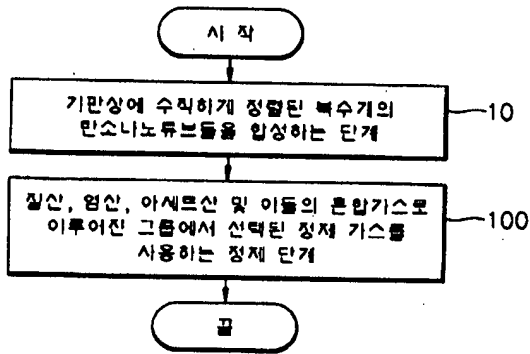 시 작
기판상에 수직하게 정렬된 복수개의
탄소나노튜브들을 합성하는 단계
10
질산, 염산, 아세트산 및 이들의 혼합가스로
이루어진 그룹에서 선택된 정제 가스를
사용하는 정제 단계
100
끝